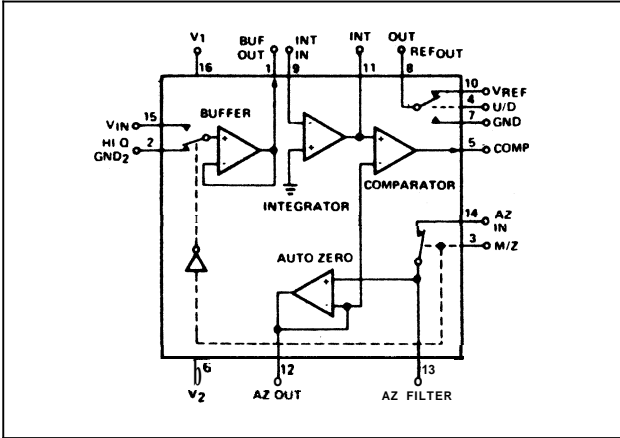 V1
BUF OUT
INT IN
INT
OUT
REFOUT
16
1
9
11
8
10 VREF
4 U/D
7 GND
15
VIN
BUFFER
HI Q GND2
2
5 COMP
INTEGRATOR
COMPARATOR
14 AZ IN
3 M/Z
AUTO ZERO
6
V2
12
AZ OUT
13
AZ FILTER
+
-
-
+
+
-
+
-